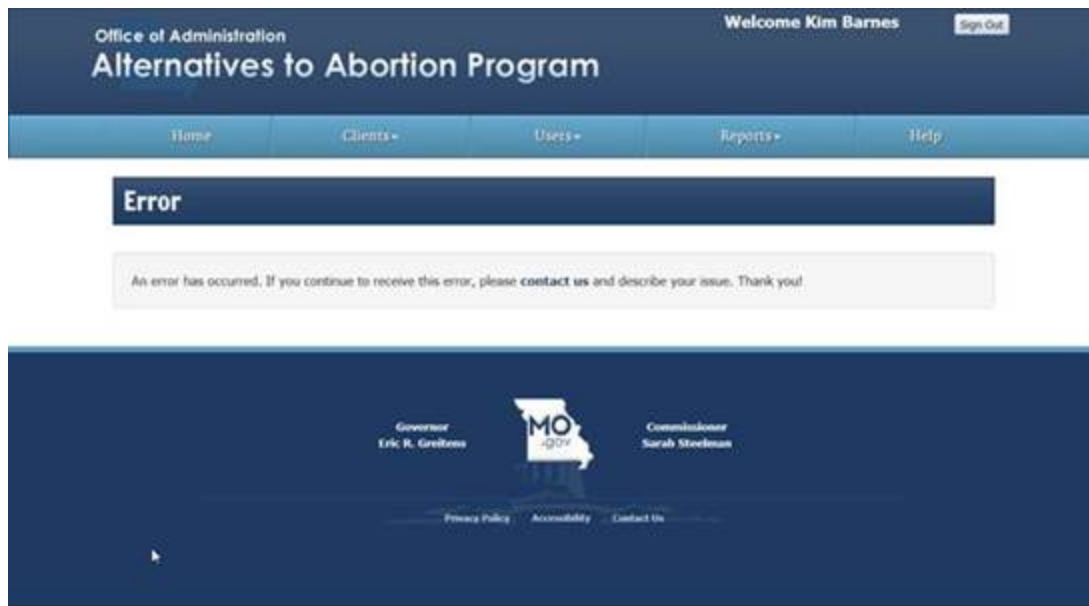 Office of Administration
Welcome Kim Barnes
Sign Out
Alternatives to Abortion Program
Home
Clients
Users
Reports
Help
Error
An error has occurred. If you continue to receive this error, please contact us and describe your issue. Thank you!
Governor
Eric R. Greitens
MO
.gov
Commissioner
Sarah Steelman
Privacy Policy
Accessibility
Contact Us